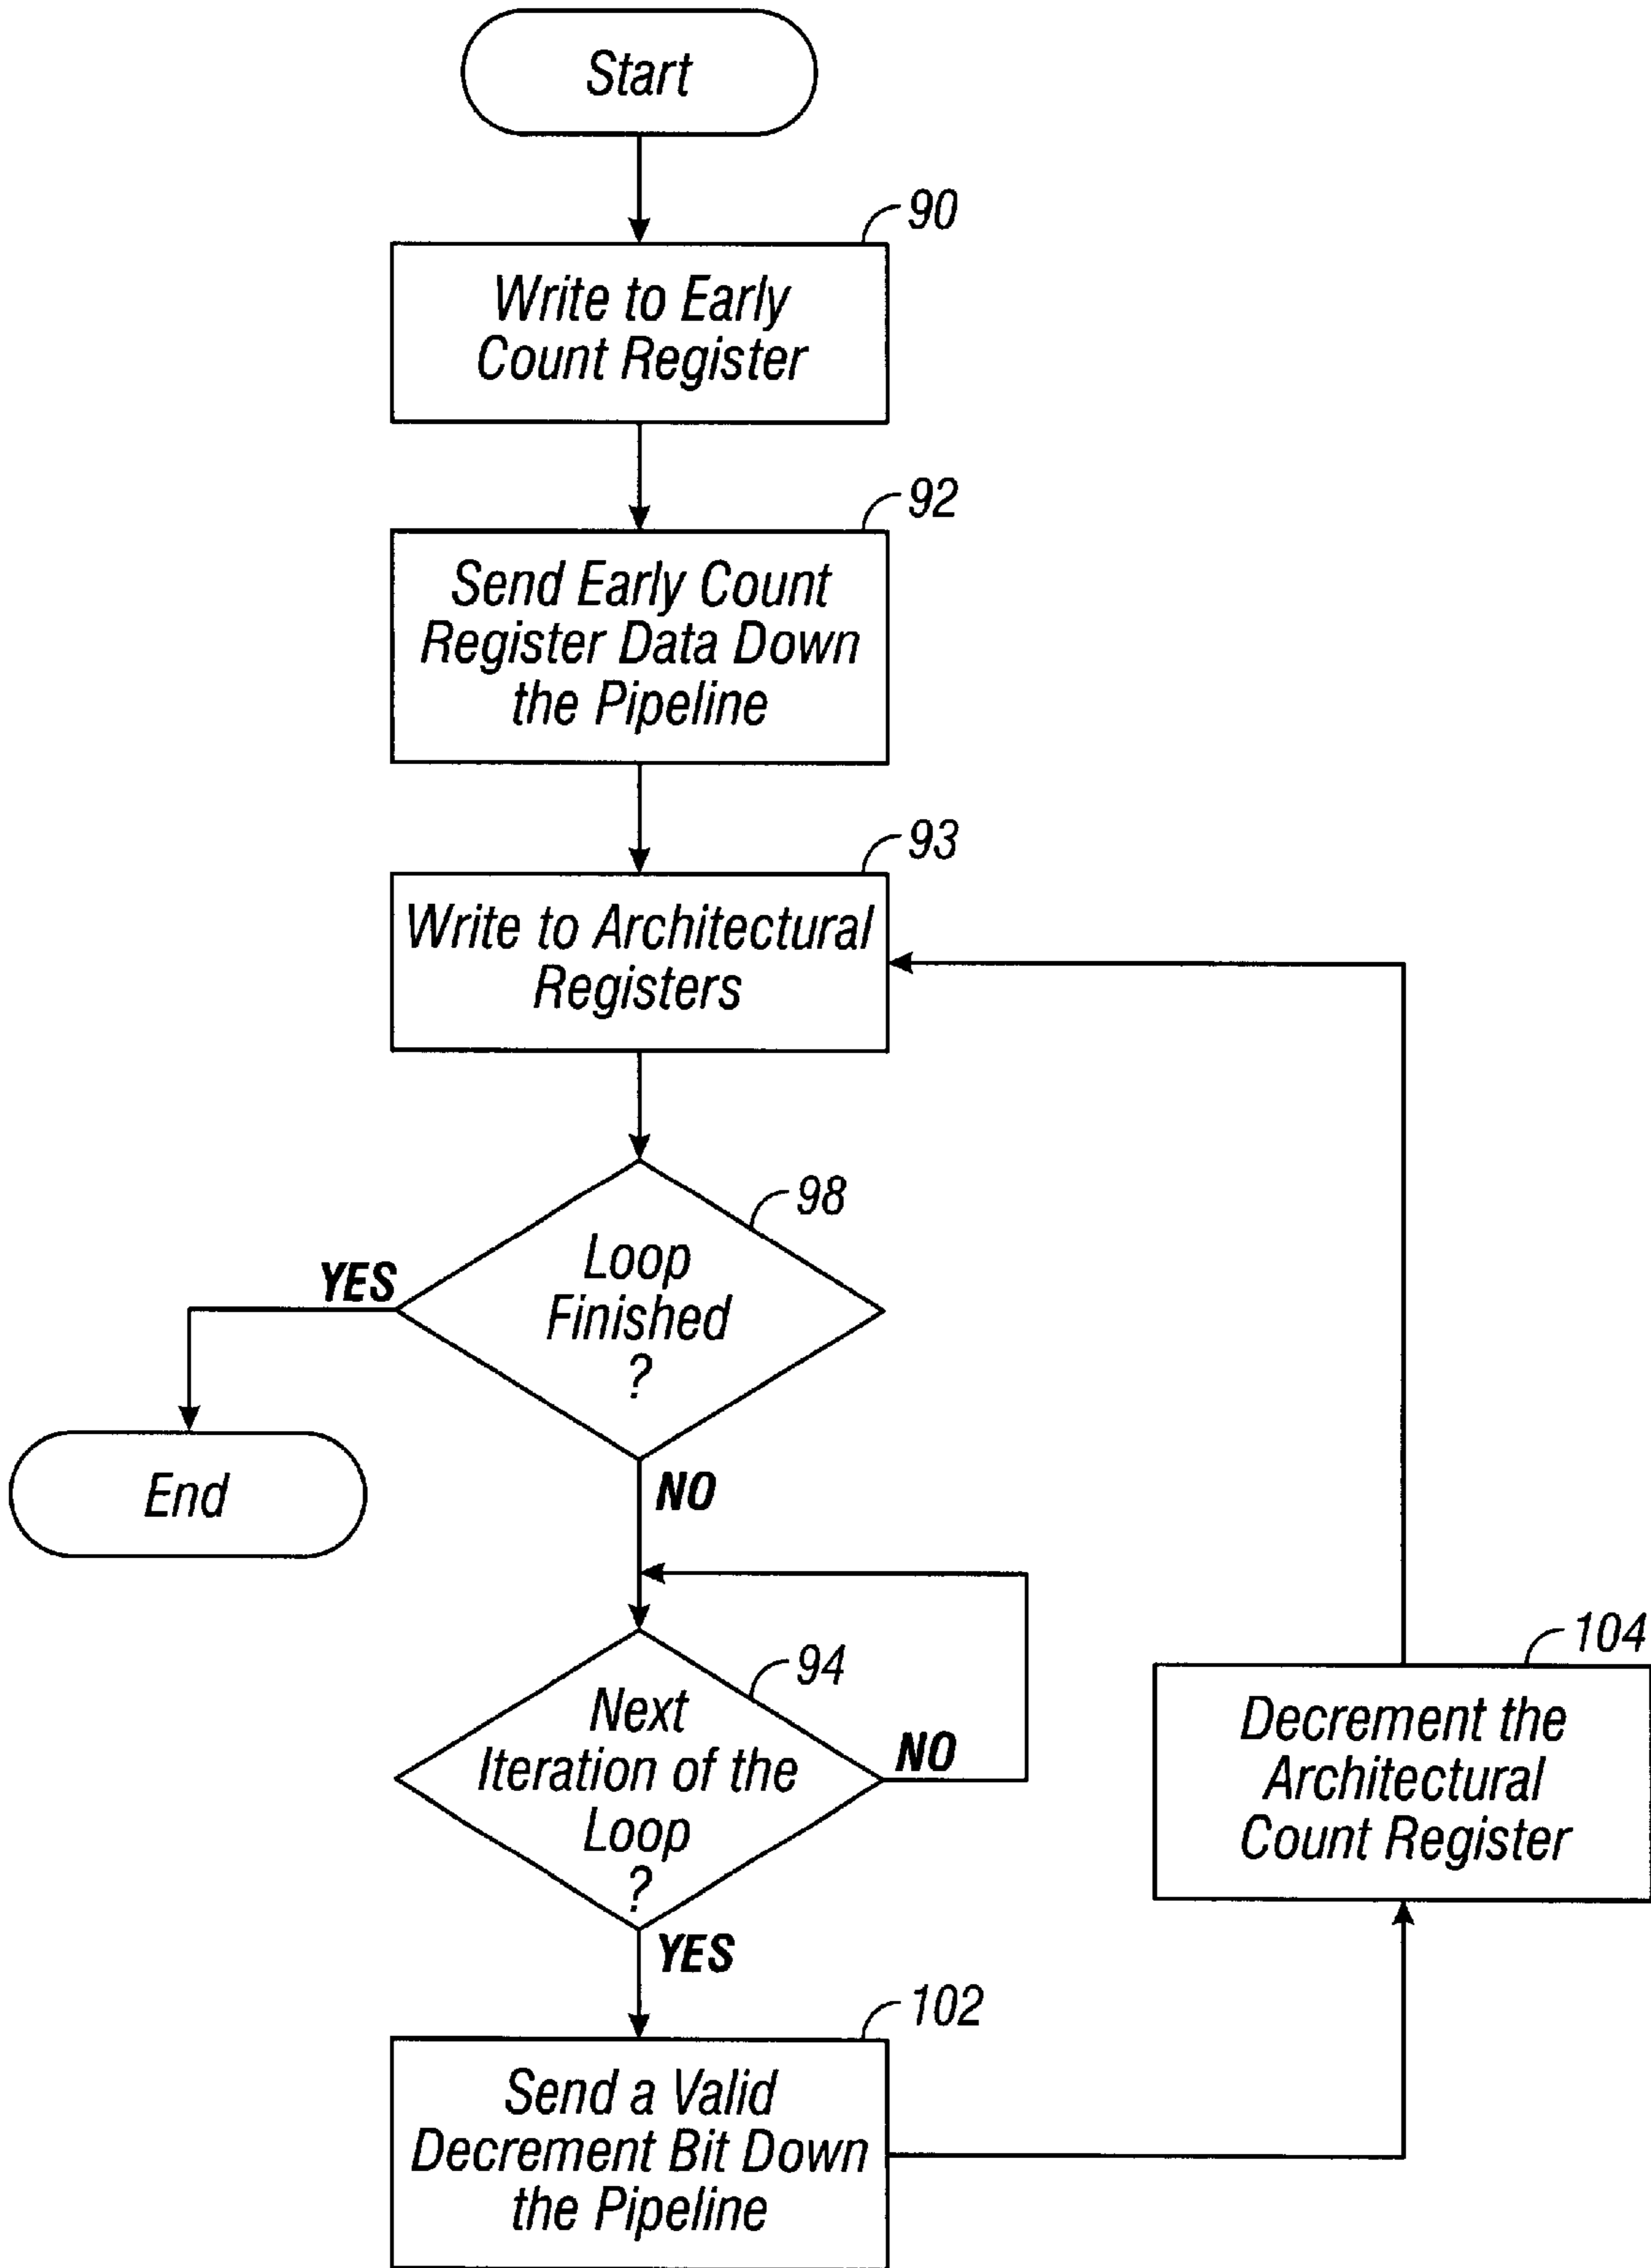 Start
90
Write to Early
Count Register
92
Send Early Count
Register Data Down
the Pipeline
93
Write to Architectural
Registers
98
Loop
Finished
?
YES
End
NO
94
Next
Iteration of the
Loop
?
NO
YES
104
Decrement the
Architectural
Count Register
102
Send a Valid
Decrement Bit Down
the Pipeline